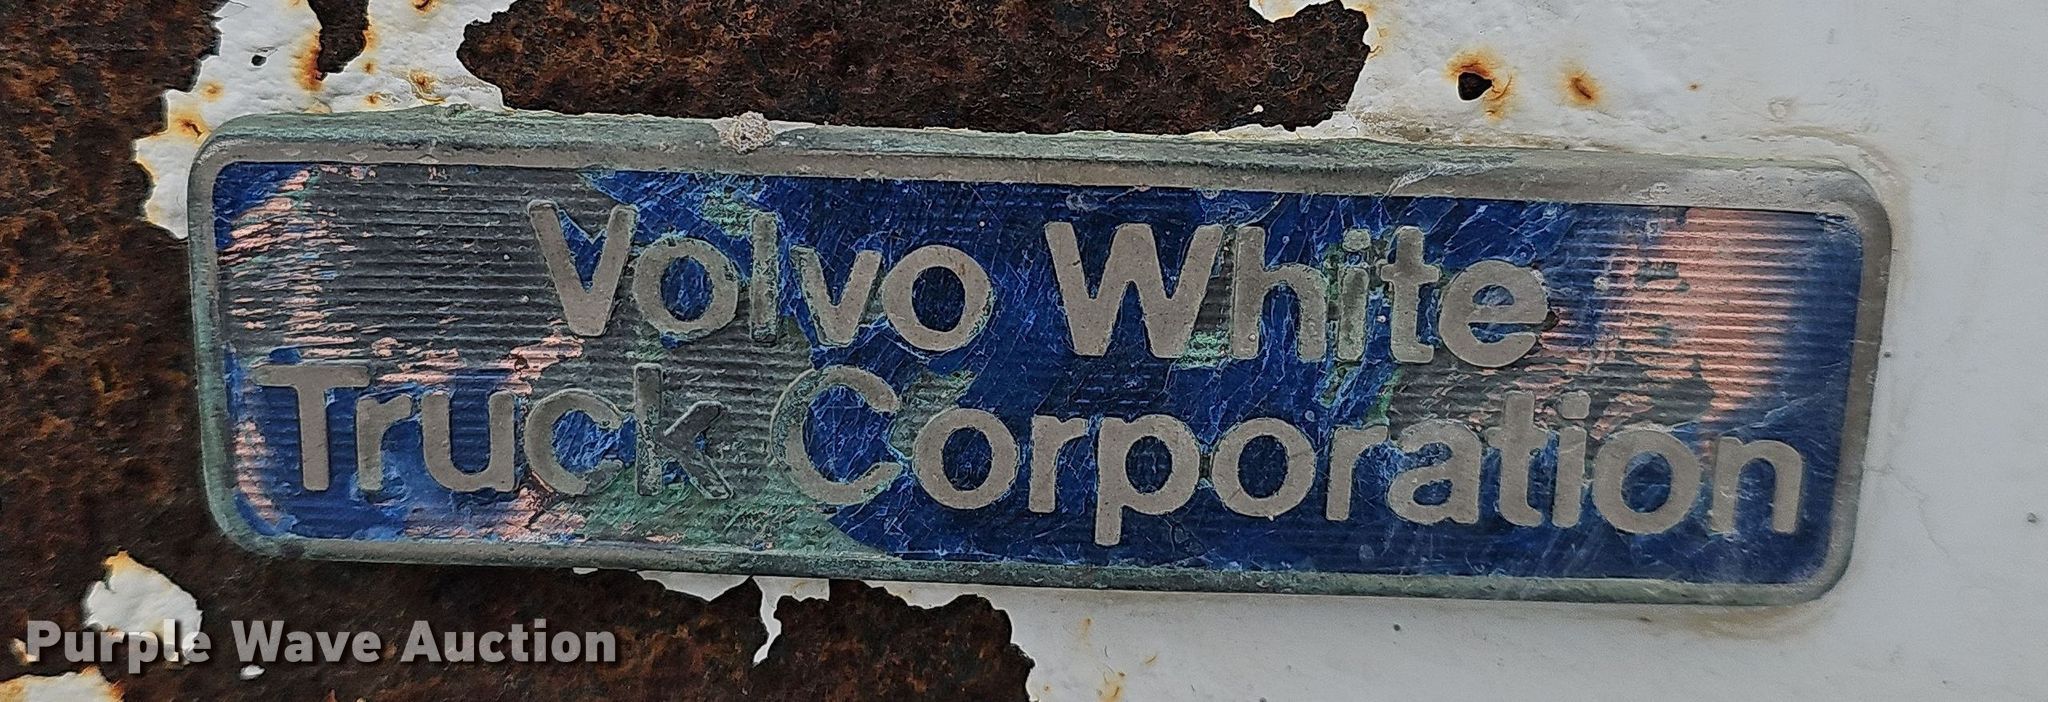 Volvo White
Truck Corporation
Purple Wave Auction